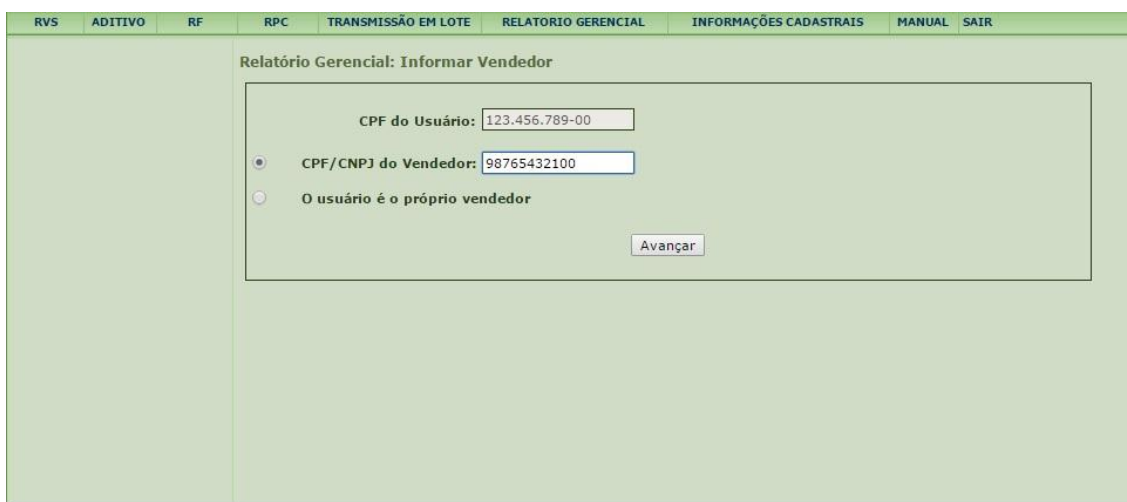 RVS ADITIVO RF RPC TRANSMISSÃO EM LOTE RELATORIO GERENCIAL INFORMAÇÕES CADASTRAIS MANUAL SAIR
Relatório Gerencial: Informar Vendedor
CPF do Usuário: 123.456.789-00
CPF/CNPJ do Vendedor: 98765432100
O usuário é o próprio vendedor
Avançar